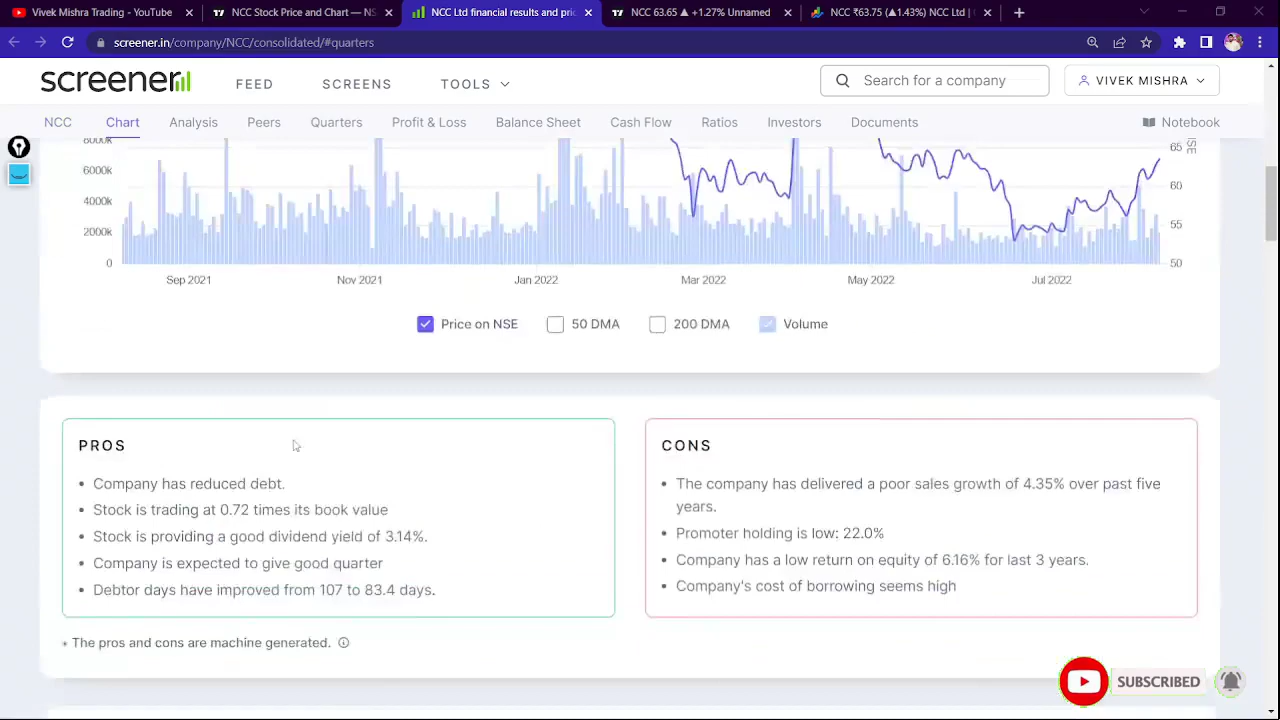 Vivek Mishra Trading - YouTube
NCC Stock Price and Chart — NS
NCC Ltd financial results and pric
NCC 63.65 ▲ +1.27% Unnamed
NCC ₹63.75 (▲1.43%) NCC Ltd |
screener.in/company/NCC/consolidated/#quarters
screener
FEED
SCREENS
TOOLS
Search for a company
VIVEK MISHRA
NCC
Chart
Analysis
Peers
Quarters
Profit & Loss
Balance Sheet
Cash Flow
Ratios
Investors
Documents
Notebook
8000k
65
6000k
60
4000k
55
2000k
0
50
Sep 2021
Nov 2021
Jan 2022
Mar 2022
May 2022
Jul 2022
Price on NSE
50 DMA
200 DMA
Volume
PROS
• Company has reduced debt.
• Stock is trading at 0.72 times its book value
• Stock is providing a good dividend yield of 3.14%.
• Company is expected to give good quarter
• Debtor days have improved from 107 to 83.4 days.
CONS
• The company has delivered a poor sales growth of 4.35% over past five
years.
• Promoter holding is low: 22.0%
• Company has a low return on equity of 6.16% for last 3 years.
• Company's cost of borrowing seems high
* The pros and cons are machine generated.
SUBSCRIBED